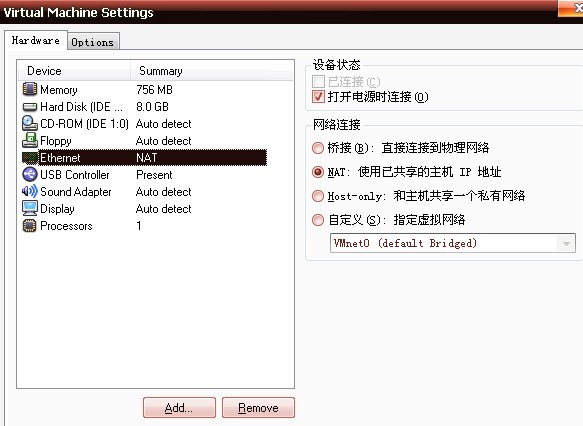 Virtual Machine Settings
Hardware Options
Device Summary
Memory 756 MB
Hard Disk (IDE ... 8.0 GB
CD-ROM (IDE 1:0) Auto detect
Floppy Auto detect
Ethernet NAT
USB Controller Present
Sound Adapter Auto detect
Display Auto detect
Processors 1
Add... Remove
设备状态
已连接(C)
打开电源时连接(O)
网络连接
桥接(B): 直接连接到物理网络
NAT: 使用已共享的主机 IP 地址
Host-only: 和主机共享一个私有网络
自定义(S): 指定虚拟网络
VMnet0 (default Bridged)